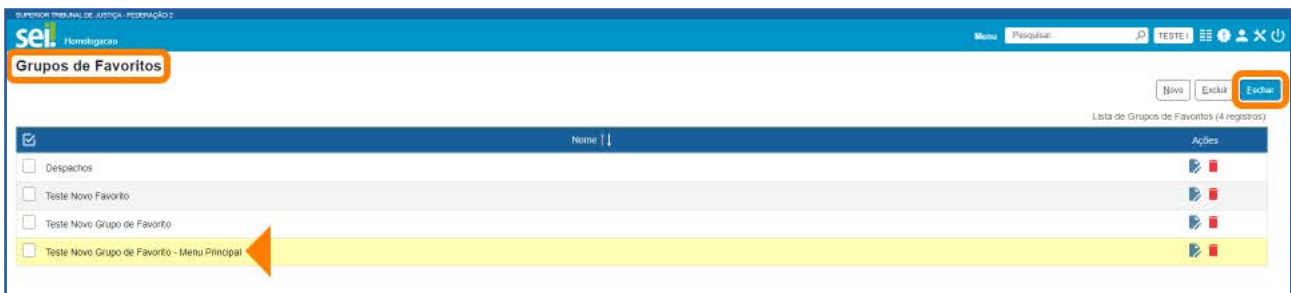 SUPERIOR TRIBUNAL DE JUSTIÇA - FEDERAÇÃO 2
sei. Homologacao
Menu Pesquisar... TESTE I
Grupos de Favoritos
Novo Excluir Fechar
Lista de Grupos de Favoritos (4 registros):
Nome Ações
Despachos
Teste Novo Favorito
Teste Novo Grupo de Favorito
Teste Novo Grupo de Favorito - Menu Principal